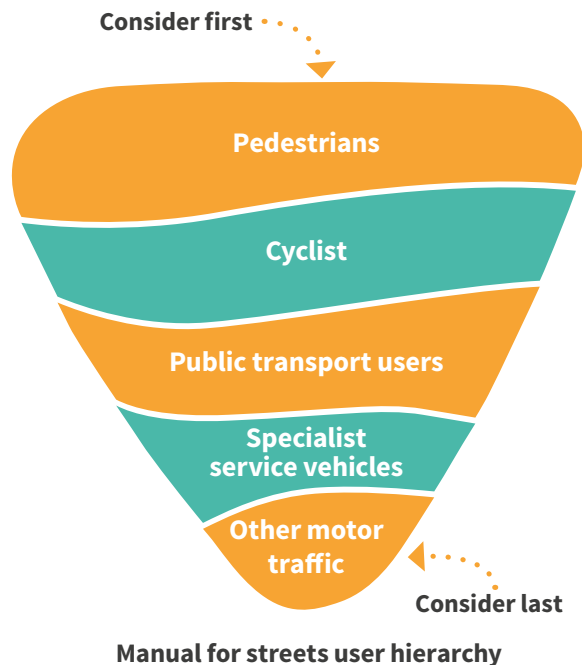 Consider first
Pedestrians
Cyclist
Public transport users
Specialist
service vehicles
Other motor
traffic
Consider last
Manual for streets user hierarchy